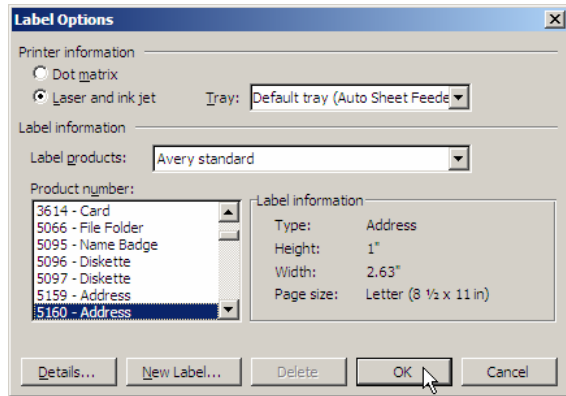 Label Options
Printer information
Dot matrix
Laser and ink jet Tray: Default tray (Auto Sheet Feede
Label information
Label products: Avery standard
Product number:
3614 - Card
5066 - File Folder
5095 - Name Badge
5096 - Diskette
5097 - Diskette
5159 - Address
5160 - Address
Label information
Type: Address
Height: 1"
Width: 2.63"
Page size: Letter (8 ½ x 11 in)
Details... New Label... Delete OK Cancel